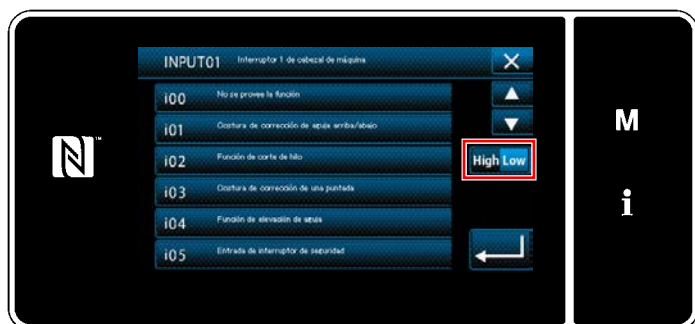 INPUT01 Interruptor 1 de cabezal de máquina
i00 No se provee la función
i01 Costura de corrección de aguja arriba/abajo
i02 Función de corte de hilo
High Low
i03 Costura de corrección de una puntada
i04 Función de elevación de aguja
i05 Entrada de interruptor de seguridad
M
i